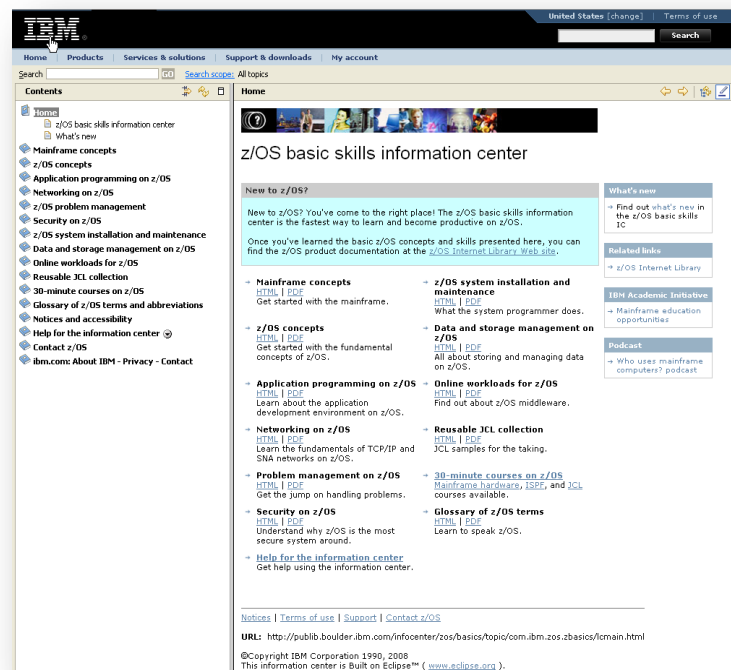 United States [change] | Terms of use
IBM®
Search
Home | Products | Services & solutions | Support & downloads | My account
Search GO Search scope: All topics
Contents
Home
z/OS basic skills information center
What's new
Mainframe concepts
z/OS concepts
Application programming on z/OS
Networking on z/OS
z/OS problem management
Security on z/OS
z/OS system installation and maintenance
Data and storage management on z/OS
Online workloads for z/OS
Reusable JCL collection
30-minute courses on z/OS
Glossary of z/OS terms and abbreviations
Notices and accessibility
Help for the information center
Contact z/OS
ibm.com: About IBM - Privacy - Contact
Home
z/OS basic skills information center
New to z/OS?
New to z/OS? You've come to the right place! The z/OS basic skills information
center is the fastest way to learn and become productive on z/OS.
Once you've learned the basic z/OS concepts and skills presented here, you can
find the z/OS product documentation at the z/OS Internet Library Web site.
Mainframe concepts
HTML | PDF
Get started with the mainframe.
z/OS concepts
HTML | PDF
Get started with the fundamental
concepts of z/OS.
Application programming on z/OS
HTML | PDF
Learn about the application
development environment on z/OS.
Networking on z/OS
HTML | PDF
Learn the fundamentals of TCP/IP and
SNA networks on z/OS.
Problem management on z/OS
HTML | PDF
Get the jump on handling problems.
Security on z/OS
HTML | PDF
Understand why z/OS is the most
secure system around.
Help for the information center
Get help using the information center.
z/OS system installation and
maintenance
HTML | PDF
What the system programmer does.
Data and storage management on
z/OS
HTML | PDF
All about storing and managing data
on z/OS.
Online workloads for z/OS
HTML | PDF
Find out about z/OS middleware.
Reusable JCL collection
HTML | PDF
JCL samples for the taking.
30-minute courses on z/OS
Mainframe hardware, ISPF, and JCL
courses available.
Glossary of z/OS terms
HTML | PDF
Learn to speak z/OS.
What's new
Find out what's new in
the z/OS basic skills
IC
Related links
z/OS Internet Library
IBM Academic Initiative
Mainframe education
opportunities
Podcast
Who uses mainframe
computers? podcast
Notices | Terms of use | Support | Contact z/OS
URL: http://publib.boulder.ibm.com/infocenter/zos/basics/topic/com.ibm.zos.zbasics/lcmain.html
©Copyright IBM Corporation 1990, 2008
This information center is Built on Eclipse™ ( www.eclipse.org ).